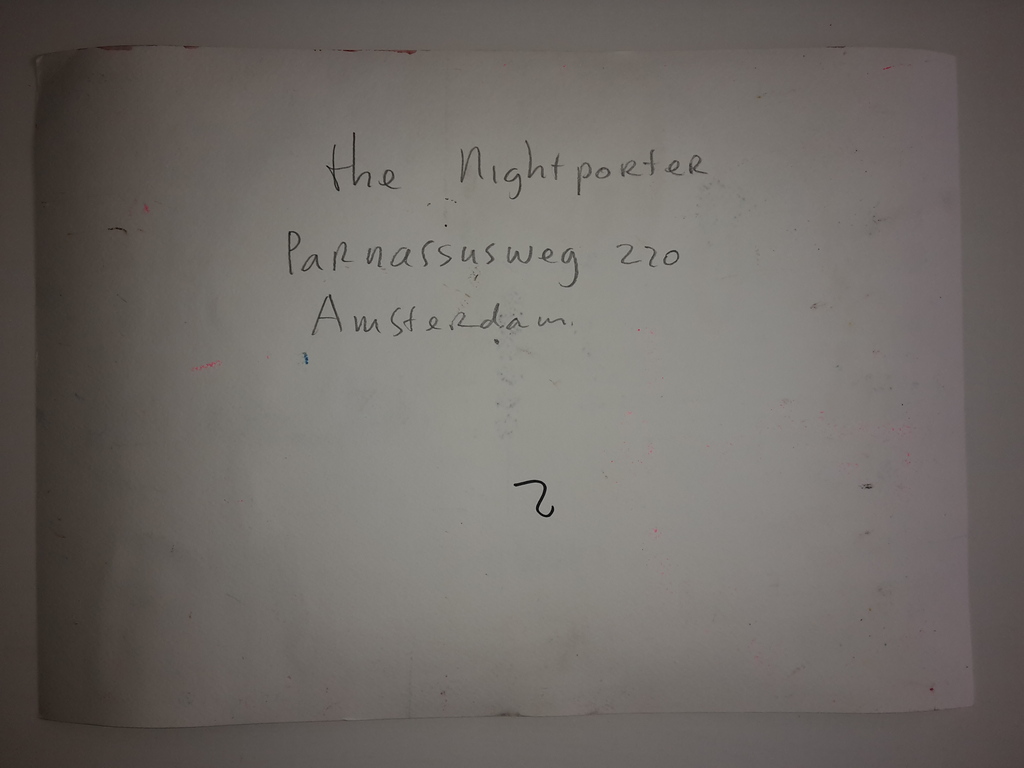 the Nightporter
Parnassusweg 220
Amsterdam.
2